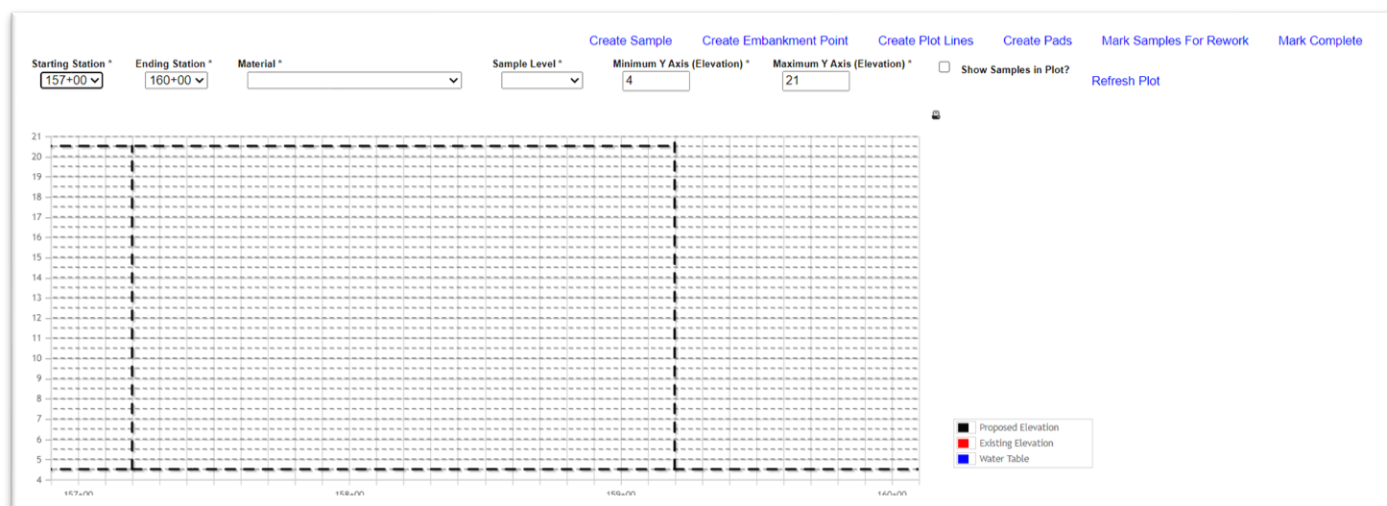 Create Sample Create Embankment Point Create Plot Lines Create Pads Mark Samples For Rework Mark Complete
Starting Station * Ending Station * Material * Sample Level * Minimum Y Axis (Elevation) * Maximum Y Axis (Elevation) * Show Samples in Plot?
157+00 160+00 4 21 Refresh Plot
21
20
19
18
17
16
15
14
13
12
11
10
9
8
7
6
5
4
Proposed Elevation
Existing Elevation
Water Table
157+00 158+00 159+00 160+00